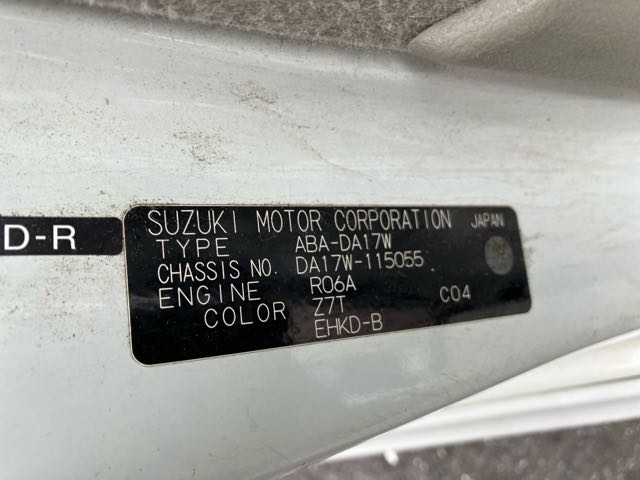 D-R
SUZUKI MOTOR CORPORATION JAPAN
TYPE ABA-DA17W
CHASSIS NO. DA17W-115055
ENGINE R06A
COLOR Z7T C04
EHKD-B